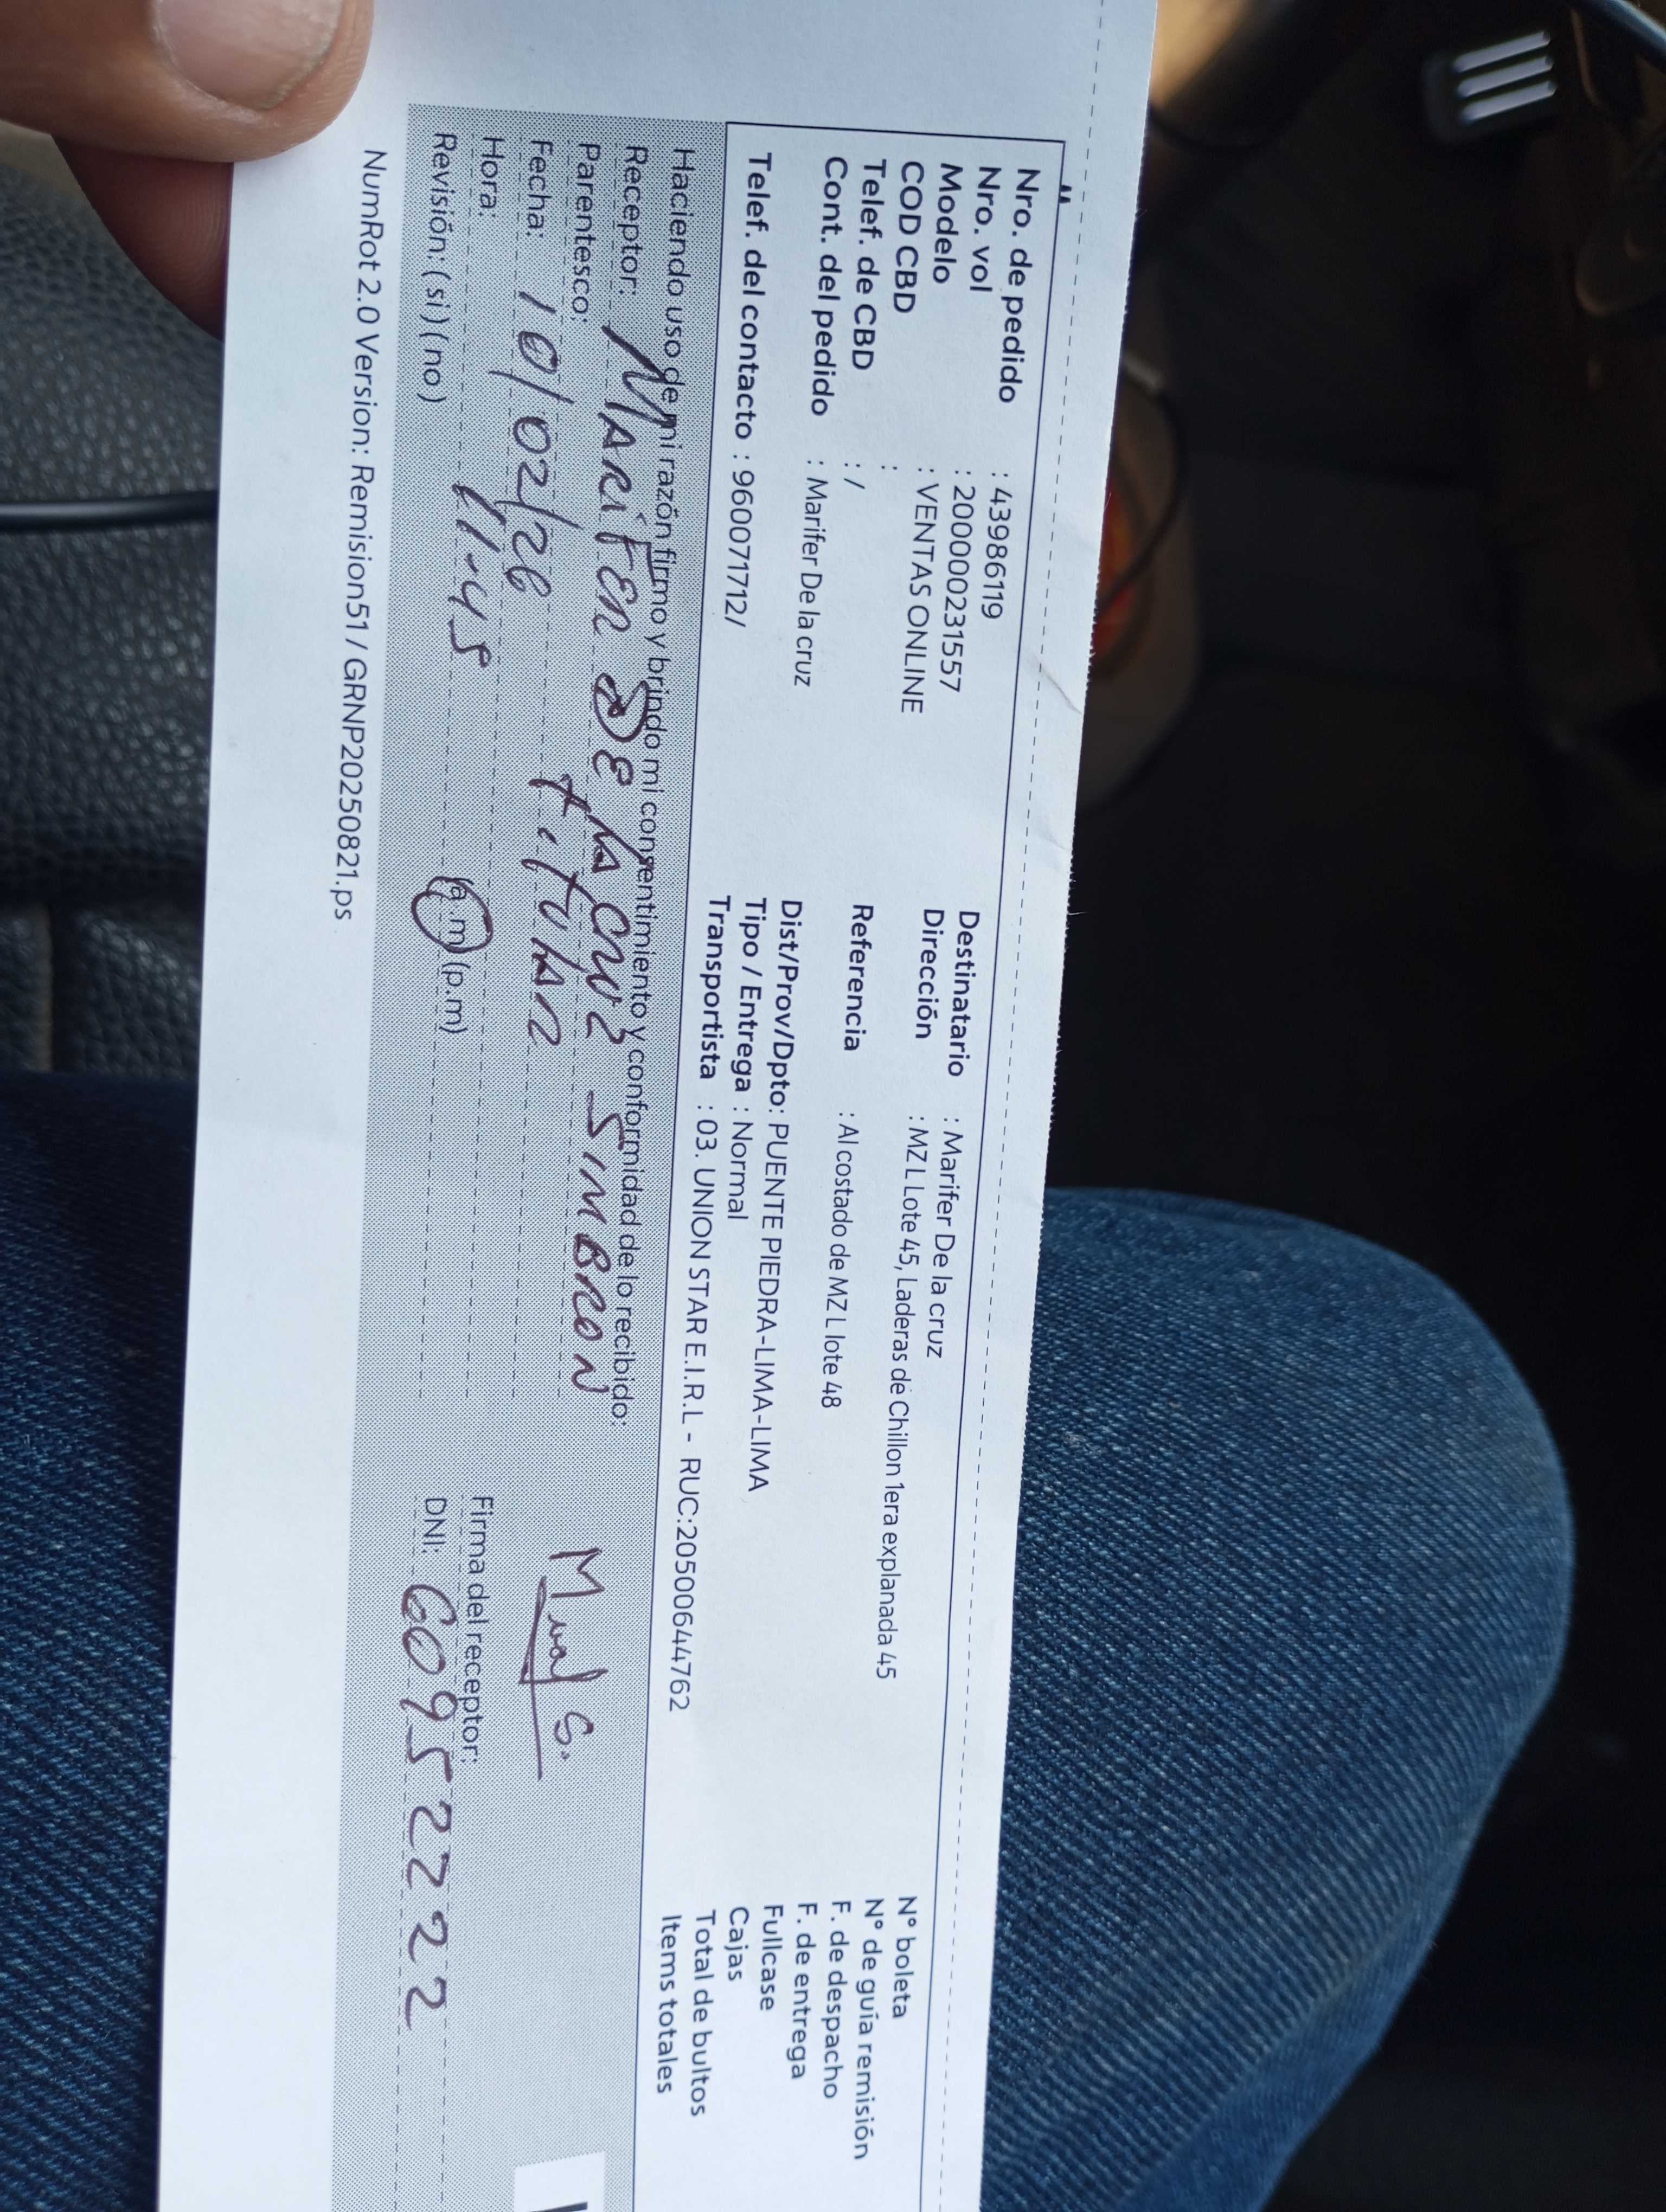 Nro. de pedido : 43986119
Nro. vol : 2000000231557
Modelo : VENTAS ONLINE
COD CBD :
Telef. de CBD : /
Cont. del pedido : Marifer De la cruz
Telef. del contacto : 960071712/
Destinatario : Marifer De la cruz
Dirección : MZ L Lote 45, Laderas de Chillon 1era explanada 45
Referencia : Al costado de MZ L lote 48
Dist/Prov/Dpto: PUENTE PIEDRA-LIMA-LIMA
Tipo / Entrega : Normal
Transportista : 03. UNION STAR E.I.R.L - RUC:20500644762
N° boleta
N° de guía remisión
F. de despacho
F. de entrega
Fullcase
Cajas
Total de bultos
Items totales
Haciendo uso de mi razón firmo y brindo mi consentimiento y conformidad de lo recibido:
Receptor: MARIFER DE LA CRUZ SIMBRON
Parentesco: TITULAR
Fecha: 10/02/26
Hora: 11:45 (a.m) (p.m)
Revisión: (si) (no)
Firma del receptor:
DNI: 60952222
NumRot 2.0 Version: Remision51 / GRNP20250821.ps